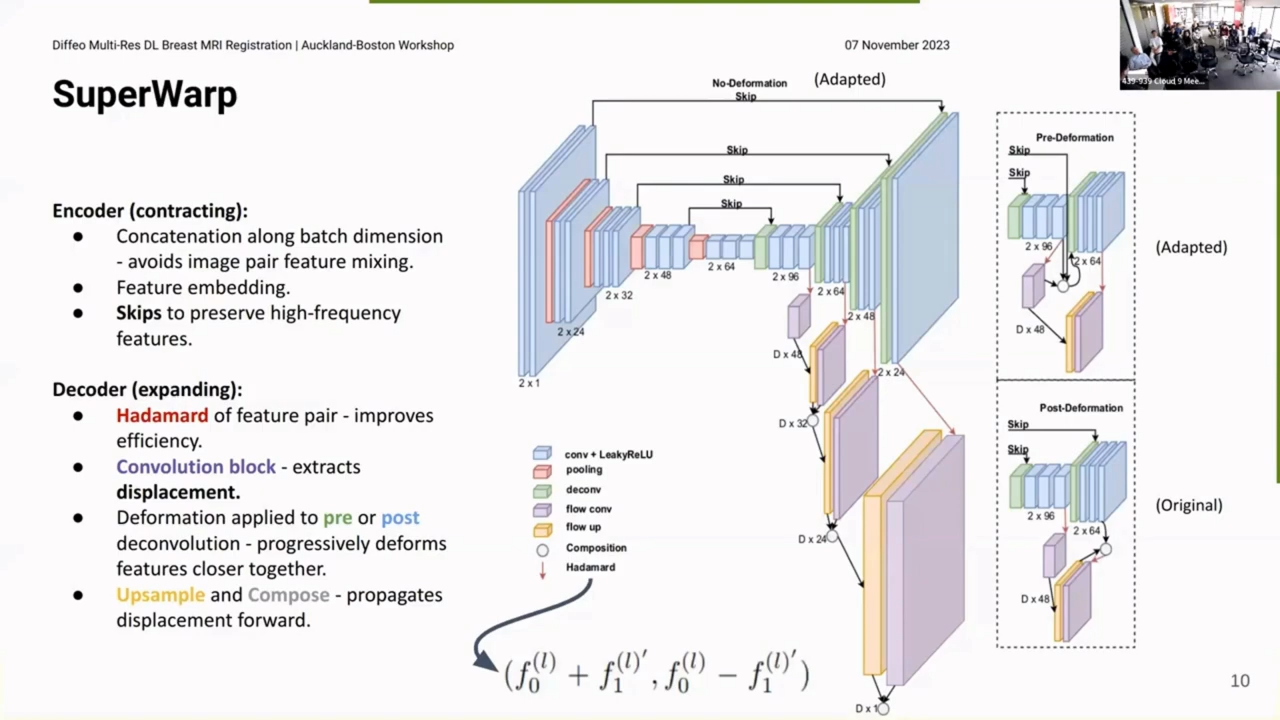 Diffeo Multi-Res DL Breast MRI Registration | Auckland-Boston Workshop
07 November 2023
SuperWarp
Encoder (contracting):
● Concatenation along batch dimension
- avoids image pair feature mixing.
● Feature embedding.
● Skips to preserve high-frequency
features.
Decoder (expanding):
● Hadamard of feature pair - improves
efficiency.
● Convolution block - extracts
displacement.
● Deformation applied to pre or post
deconvolution - progressively deforms
features closer together.
● Upsample and Compose - propagates
displacement forward.
No-Deformation
(Adapted)
Skip
Skip
Skip
Skip
2 x 1
2 x 24
2 x 32
2 x 48
2 x 64
2 x 96
2 x 64
2 x 48
2 x 24
D x 48
D x 32
D x 24
D x 1
conv + LeakyReLU
pooling
deconv
flow conv
flow up
Composition
Hadamard
(f₀⁽ˡ⁾ + f₁⁽ˡ⁾′, f₀⁽ˡ⁾ − f₁⁽ˡ⁾′)
Pre-Deformation
Skip
Skip
2 x 96
2 x 64
D x 48
(Adapted)
Post-Deformation
Skip
Skip
2 x 96
2 x 64
D x 48
(Original)
10